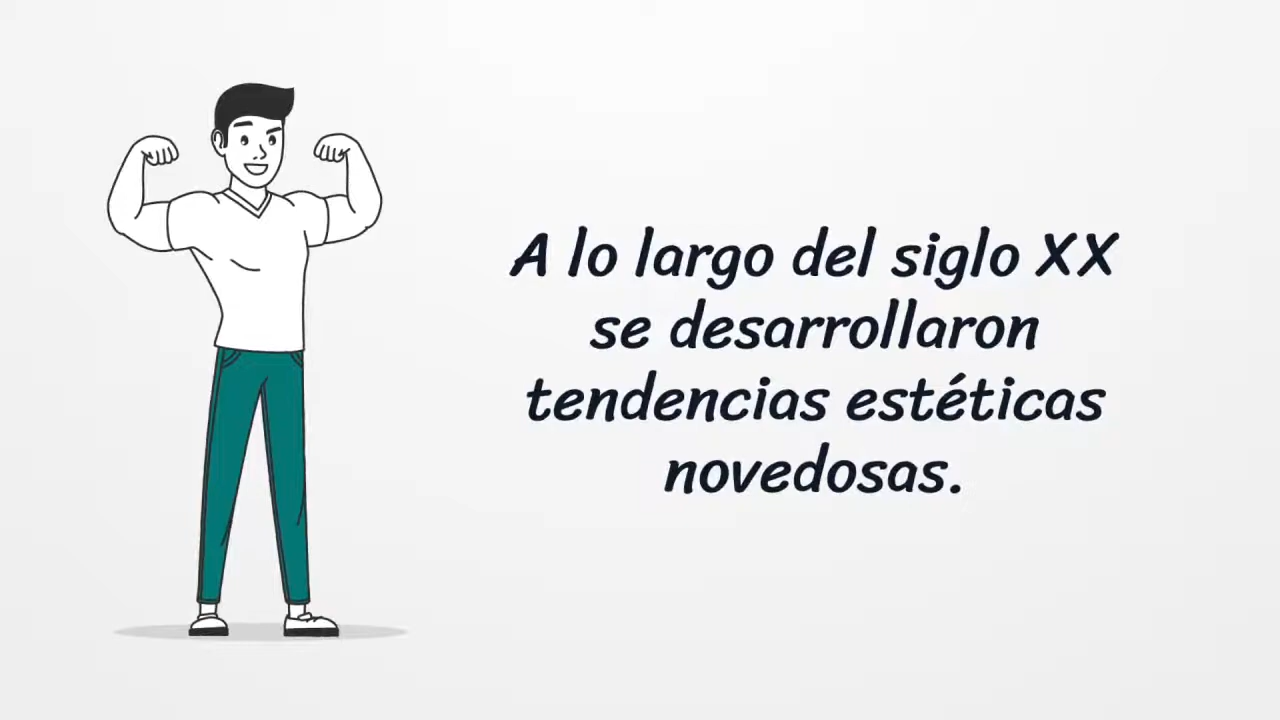 A lo largo del siglo XX
se desarrollaron
tendencias estéticas
novedosas.